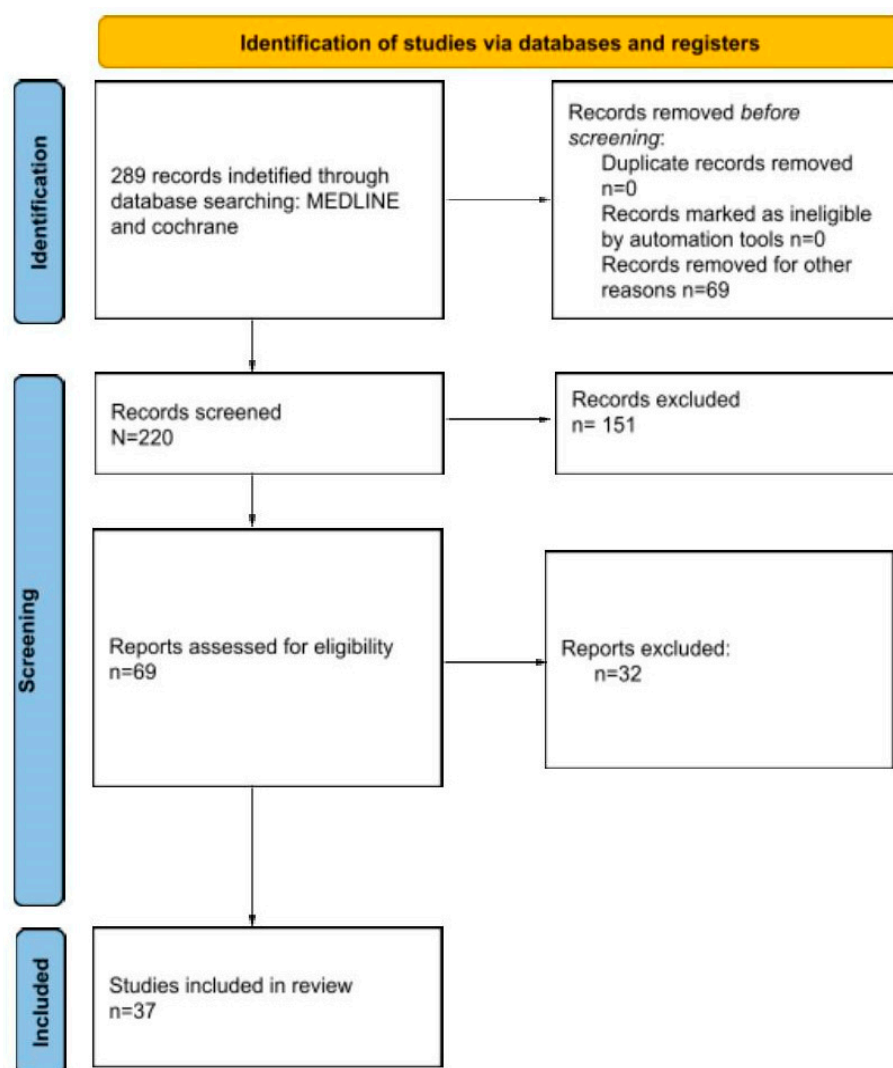 Identification of studies via databases and registers
Identification
289 records indetified through
database searching: MEDLINE
and cochrane
Records removed before
screening:
Duplicate records removed
n=0
Records marked as ineligible
by automation tools n=0
Records removed for other
reasons n=69
Screening
Records screened
N=220
Records excluded
n= 151
Reports assessed for eligibility
n=69
Reports excluded:
n=32
Included
Studies included in review
n=37